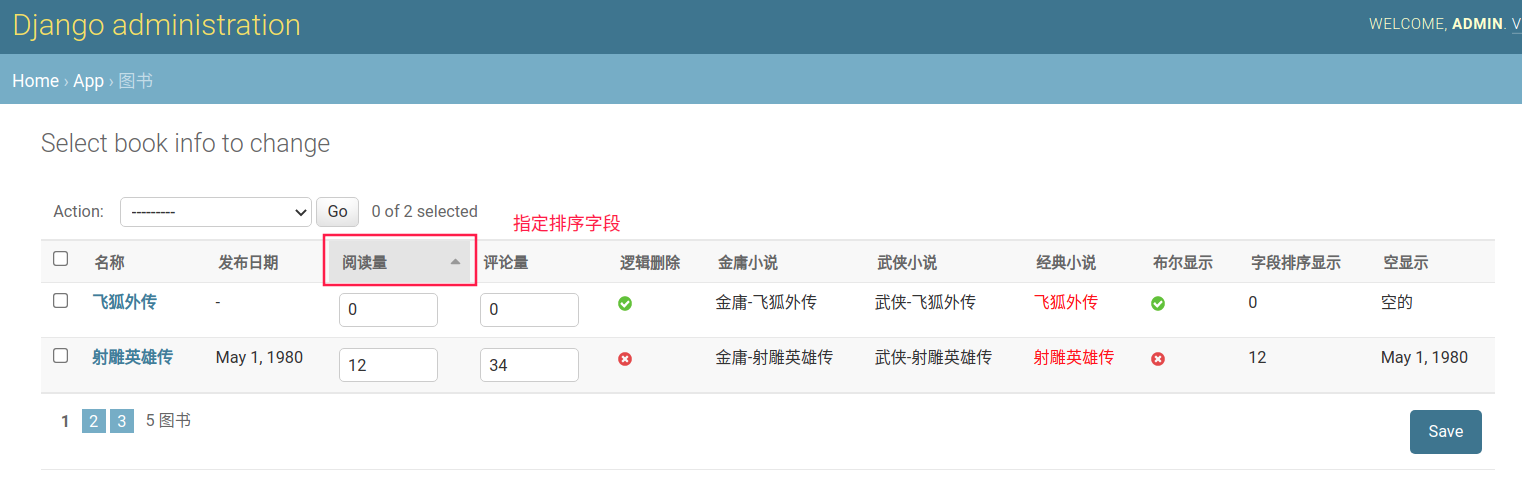 Django administration
WELCOME, ADMIN. V
Home › App › 图书
Select book info to change
Action: --------- Go 0 of 2 selected
指定排序字段
名称 发布日期 阅读量 评论量 逻辑删除 金庸小说 武侠小说 经典小说 布尔显示 字段排序显示 空显示
飞狐外传 - 0 0 金庸-飞狐外传 武侠-飞狐外传 飞狐外传 0 空的
射雕英雄传 May 1, 1980 12 34 金庸-射雕英雄传 武侠-射雕英雄传 射雕英雄传 12 May 1, 1980
1 2 3 5 图书
Save